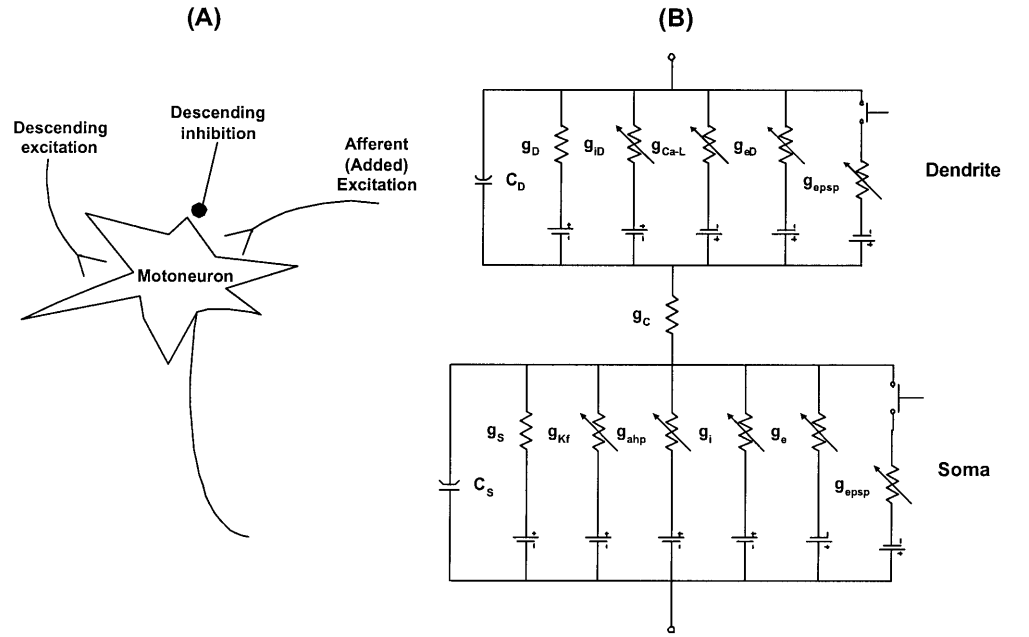 (A)
Descending
excitation
Descending
inhibition
Afferent
(Added)
Excitation
Motoneuron
(B)
C_D
g_D
g_iD
g_Ca-L
g_eD
g_epsp
Dendrite
g_C
C_S
g_S
g_Kf
g_ahp
g_i
g_e
g_epsp
Soma